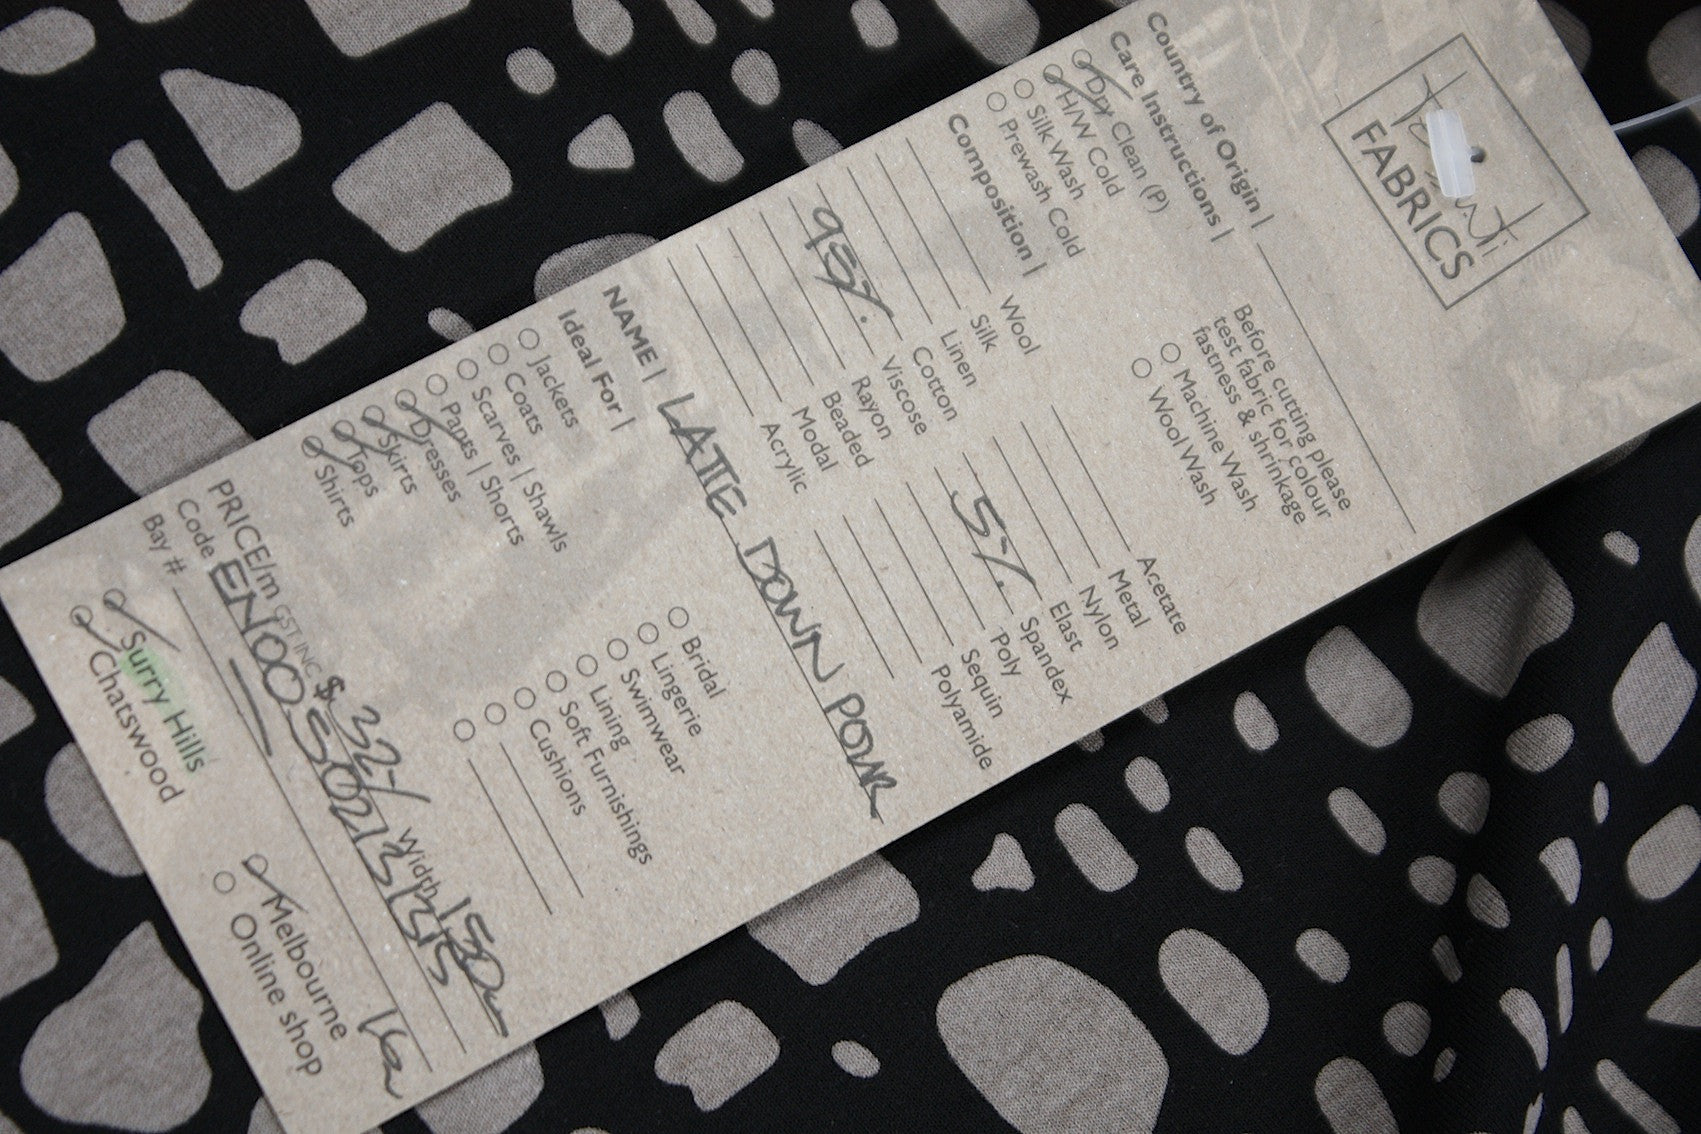 FABRICS
Country of Origin |
Care Instructions |
Before cutting please
test fabric for colour
fastness & shrinkage
Dry Clean (P)
H/W Cold
Silk Wash
Prewash Cold
Machine Wash
Wool Wash
Composition |
Wool
Silk
Linen
Cotton
95% Viscose
Rayon
Beaded
Modal
Acrylic
Acetate
Metal
Nylon
Elast
5% Spandex
Poly
Sequin
Polyamide
NAME | LATTE DOWN POUR
Ideal For |
Jackets
Coats
Scarves | Shawls
Pants | Shorts
Dresses
Skirts
Tops
Shirts
Bridal
Lingerie
Swimwear
Lining
Soft Furnishings
Cushions
PRICE/m GST INC $ 32-/ Width 150cm
Code
Bay #
Surry Hills
Chatswood
Melbourne
Online shop